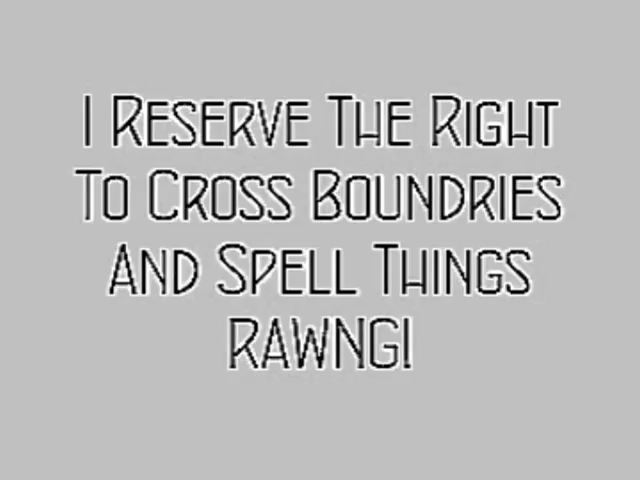 I Reserve The Right
To Cross Boundries
And Spell Things
RAWNG!